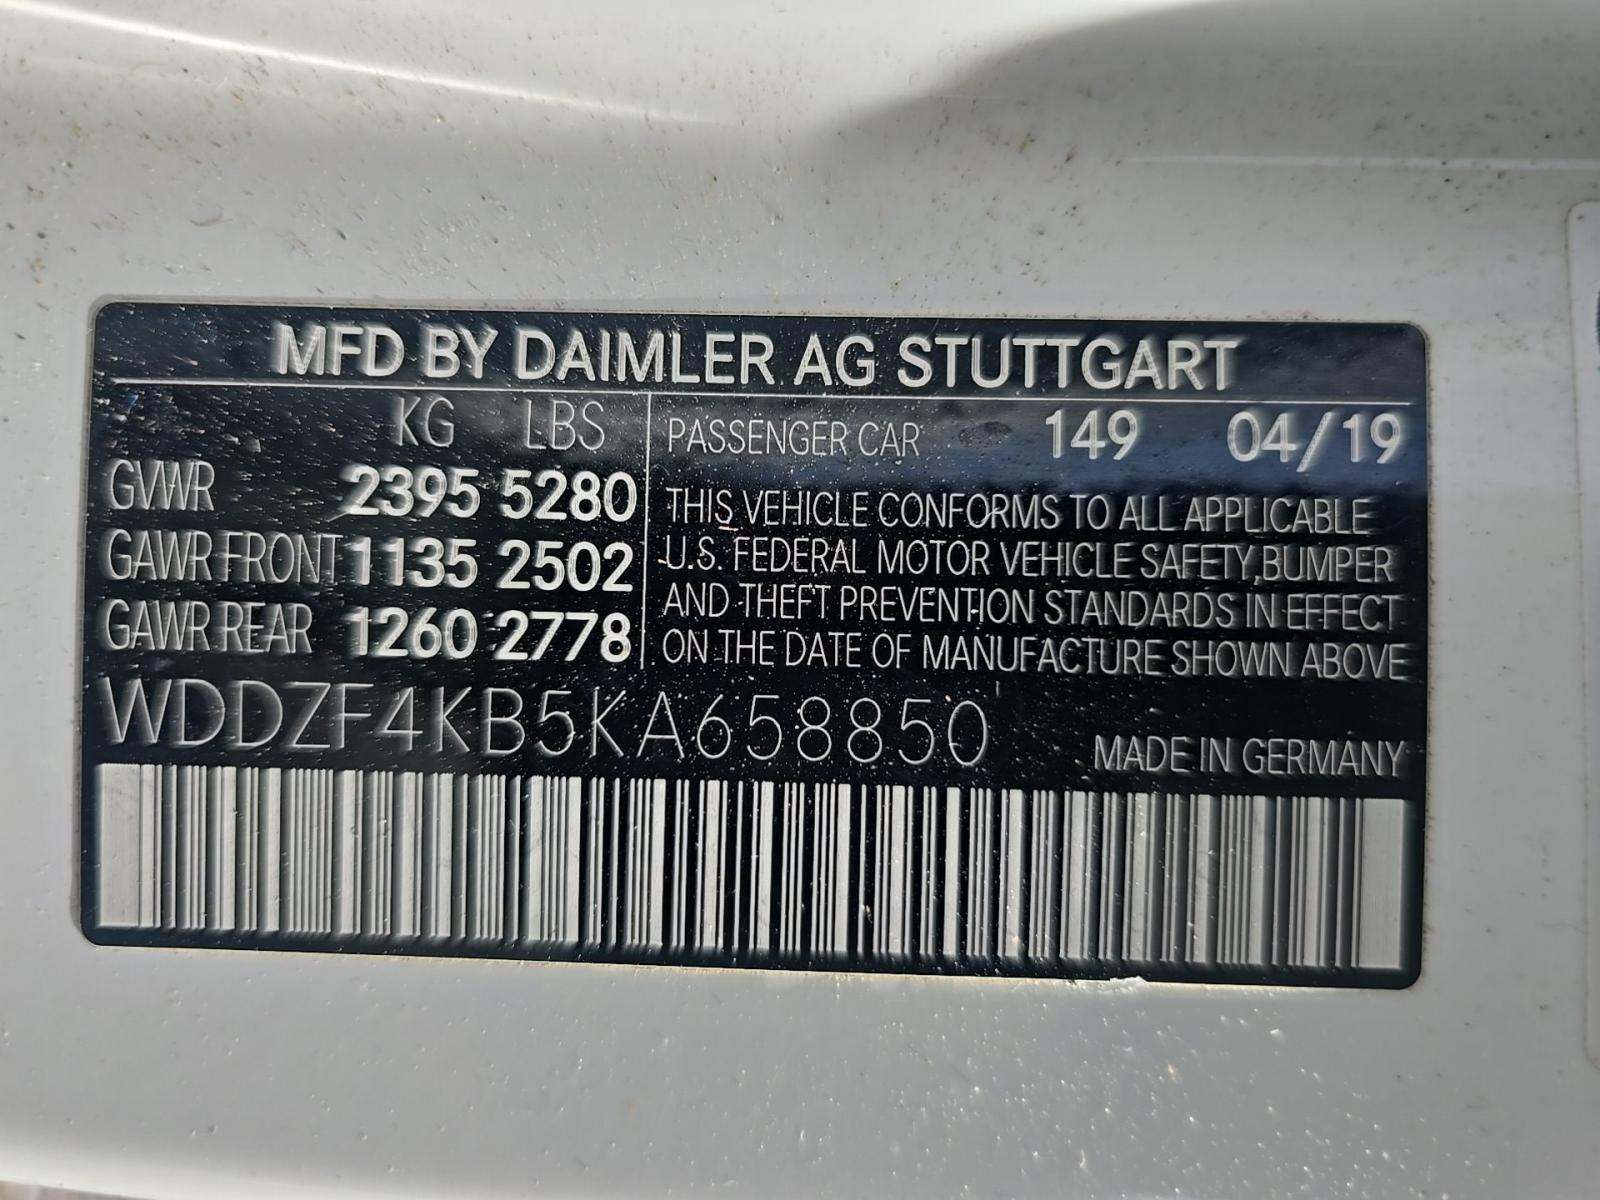 MFD BY DAIMLER AG STUTTGART
KG LBS
GVWR 2395 5280
GAWR FRONT 1135 2502
GAWR REAR 1260 2778
PASSENGER CAR 149 04/19
THIS VEHICLE CONFORMS TO ALL APPLICABLE
U.S. FEDERAL MOTOR VEHICLE SAFETY,BUMPER
AND THEFT PREVENTION STANDARDS IN EFFECT
ON THE DATE OF MANUFACTURE SHOWN ABOVE
WDDZF4KB5KA658850
MADE IN GERMANY